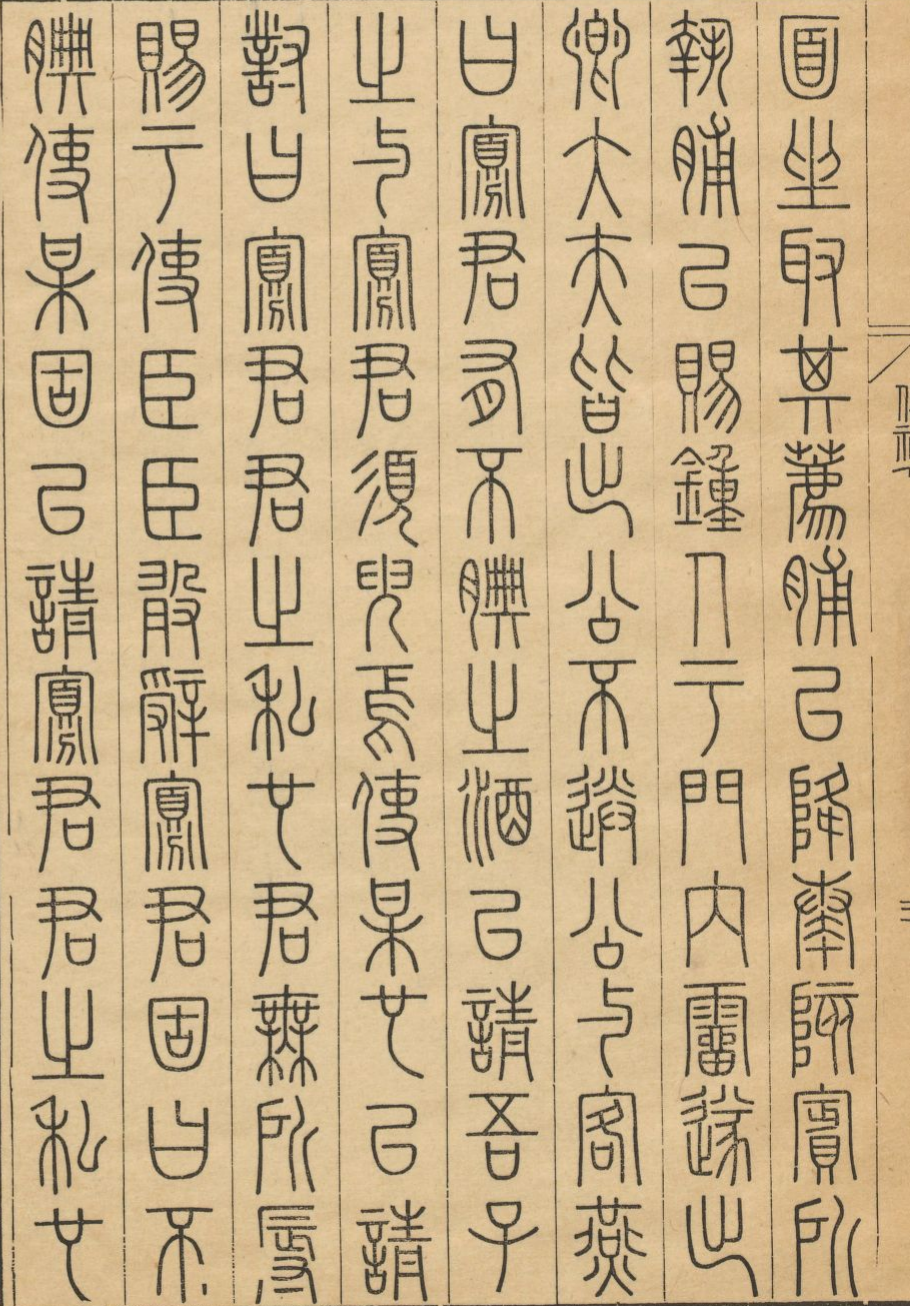 面坐取其薦脯以降奏陔賓所
執脯以賜鍾人于門內霤遂出
卿大夫皆出公不送公与客燕
曰寡君有不腆之酒以請吾子
之与寡君須臾焉使某也以請
對曰寡君君之私也君無所辱
賜于使臣臣敢辭寡君固曰不
腆使某固以請寡君君之私也